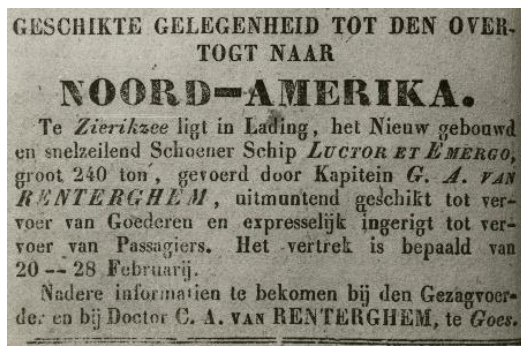 GESCHIKTE GELEGENHEID TOT DEN OVER-
TOGT NAAR
NOORD-AMERIKA.
Te Zierikzee ligt in Lading, het Nieuw gebouwd
en snelzeilend Schoener Schip LUCTOR ET EMERGO,
groot 240 ton, gevoerd door Kapitein G. A. VAN
RENTERGHEM, uitmuntend geschikt tot ver-
voer van Goederen en expresselijk ingerigt tot ver-
voer van Passagiers. Het vertrek is bepaald van
20 -- 28 Februarij.
Nadere informatien te bekomen bij den Gezagvoer-
der en bij Doctor C. A. VAN RENTERGHEM, te Goes.